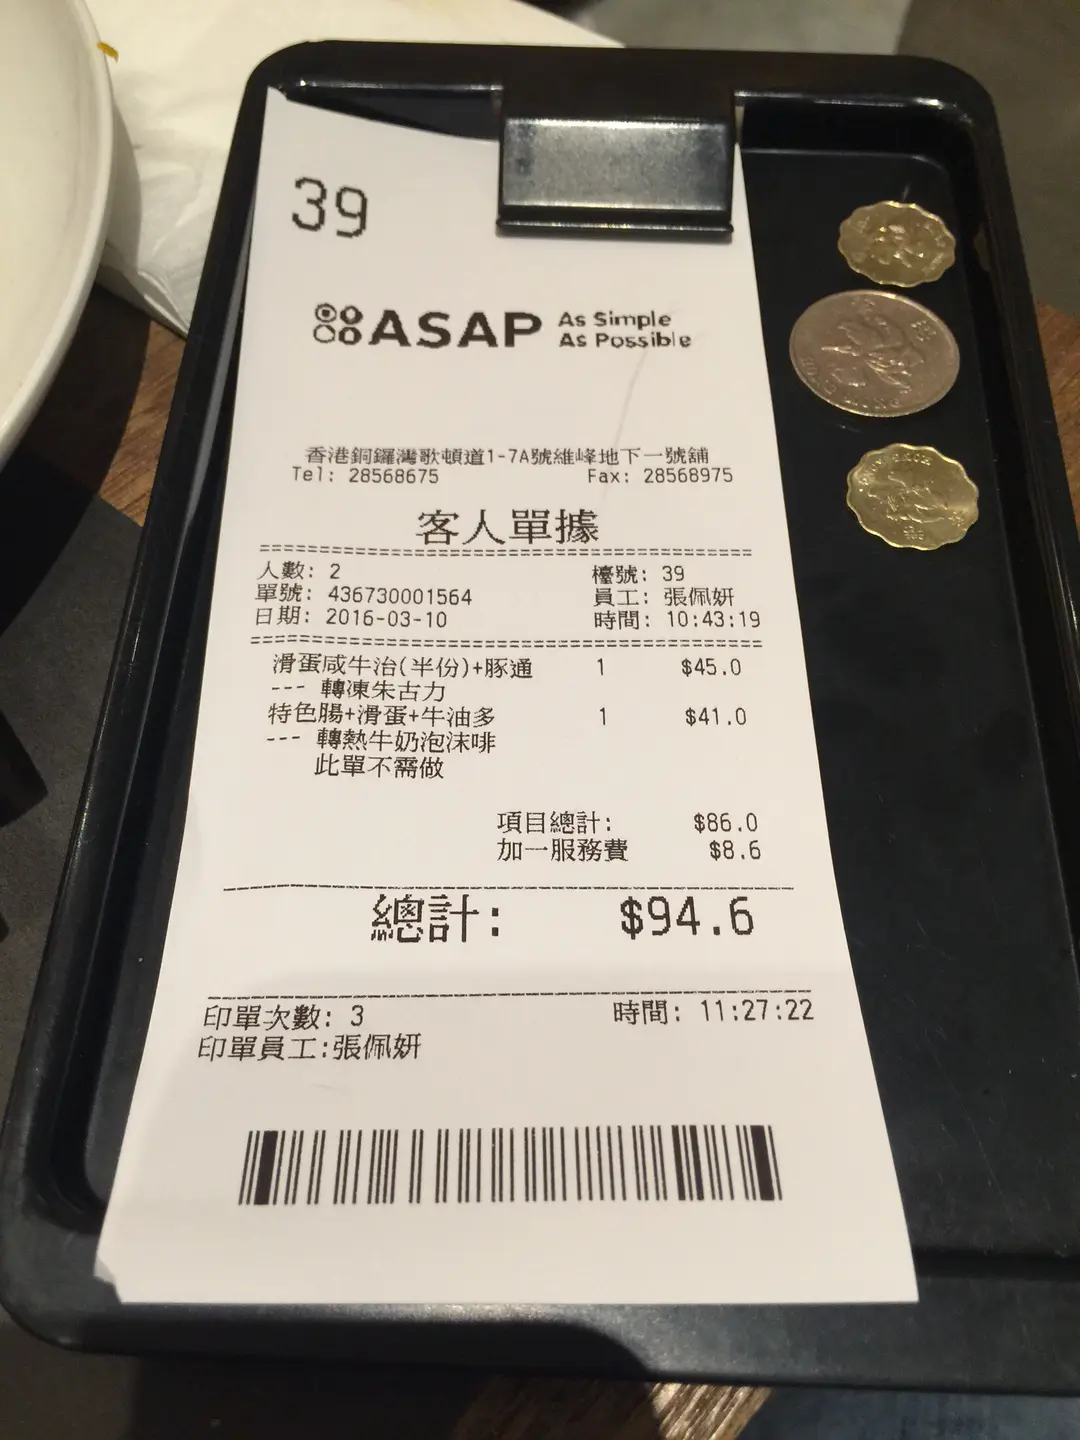 39
ASAP As Simple
As Possible
香港銅鑼灣歌頓道1-7A號維峰地下一號舖
Tel: 28568675 Fax: 28568975
客人單據
人數: 2 檯號: 39
單號: 436730001564 員工: 張佩妍
日期: 2016-03-10 時間: 10:43:19
滑蛋咸牛治(半份)+豚通 1 $45.0
--- 轉凍朱古力
特色腸+滑蛋+牛油多 1 $41.0
--- 轉熱牛奶泡沫啡
此單不需做
項目總計: $86.0
加一服務費 $8.6
總計: $94.6
印單次數: 3 時間: 11:27:22
印單員工:張佩妍
HONG KONG